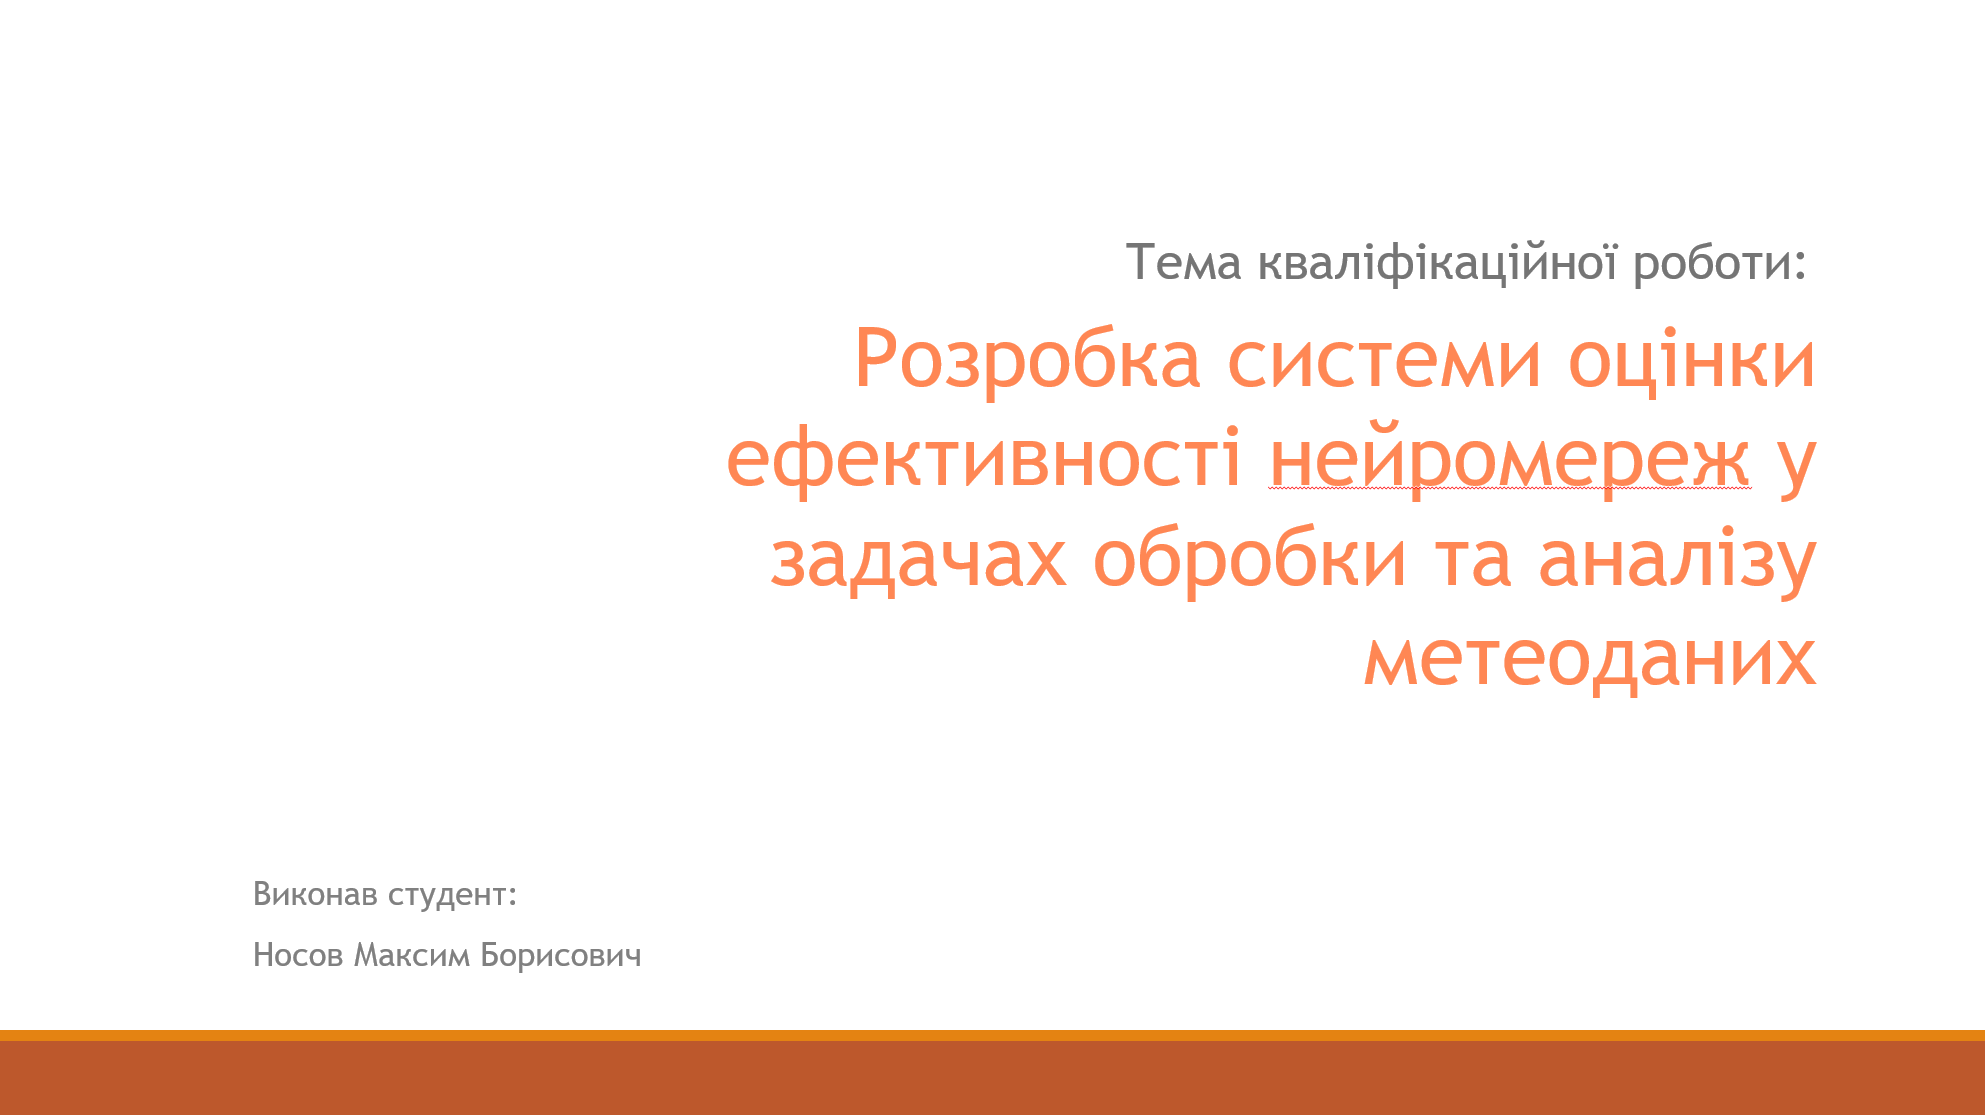 Тема кваліфікаційної роботи:
Розробка системи оцінки
ефективності нейромереж у
задачах обробки та аналізу
метеоданих
Виконав студент:
Носов Максим Борисович